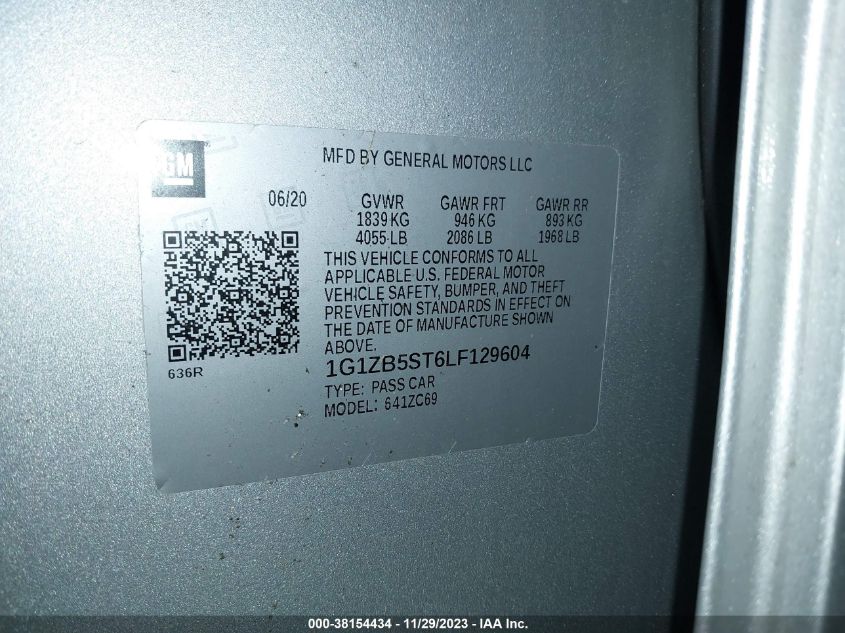 GM
MFD BY GENERAL MOTORS LLC
06/20 GVWR GAWR FRT GAWR RR
1839 KG 946 KG 893 KG
4055 LB 2086 LB 1968 LB
THIS VEHICLE CONFORMS TO ALL
APPLICABLE U.S. FEDERAL MOTOR
VEHICLE SAFETY, BUMPER, AND THEFT
PREVENTION STANDARDS IN EFFECT ON
THE DATE OF MANUFACTURE SHOWN
ABOVE.
636R
1G1ZB5ST6LF129604
TYPE: PASS CAR
MODEL: 641ZC69
000-38154434 - 11/29/2023 - IAA Inc.